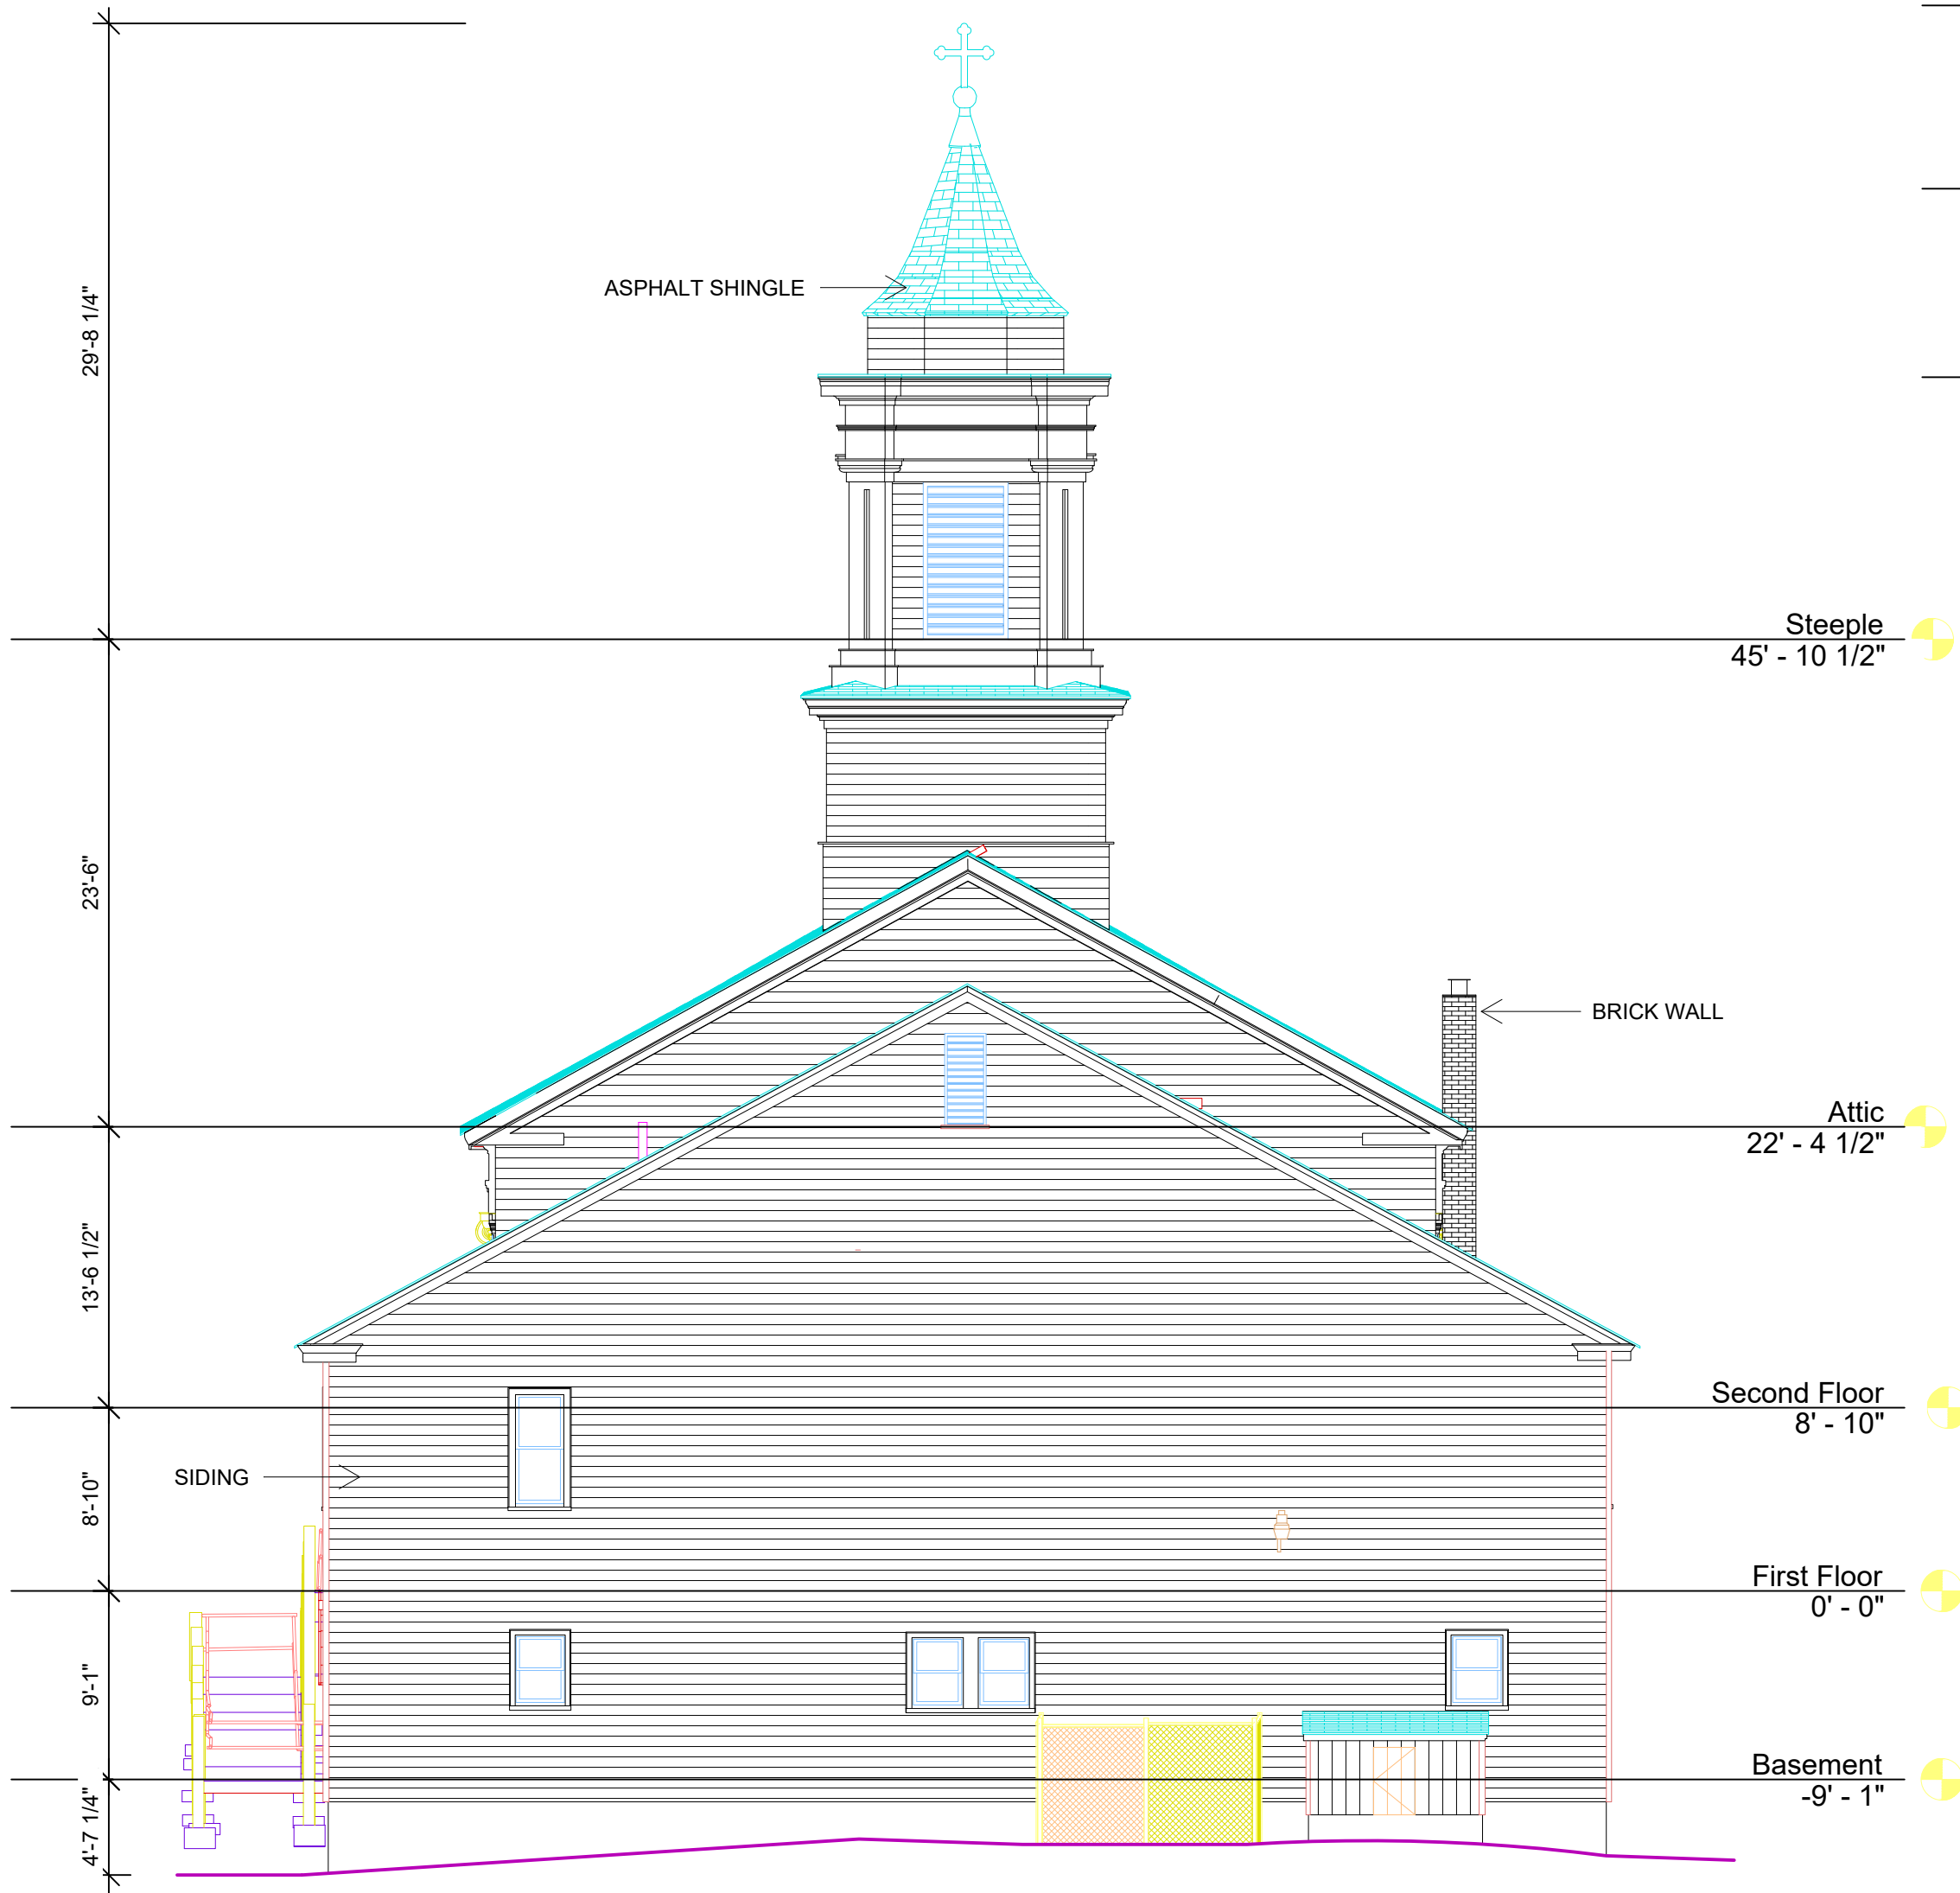 29'-8 1/4"
ASPHALT SHINGLE
Steeple
45' - 10 1/2"
23'-6"
BRICK WALL
Attic
22' - 4 1/2"
13'-6 1/2"
Second Floor
8' - 10"
SIDING
8'-10"
First Floor
0' - 0"
9'-1"
Basement
-9' - 1"
4'-7 1/4"